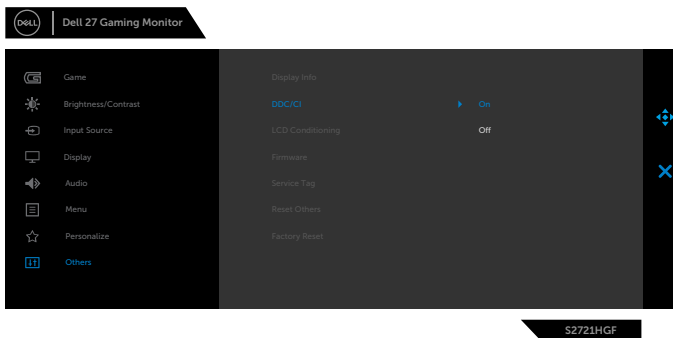 DELL
Dell 27 Gaming Monitor
Game
Display Info
Brightness/Contrast
DDC/CI
On
Input Source
LCD Conditioning
Off
Display
Firmware
Audio
Service Tag
Menu
Reset Others
Personalize
Factory Reset
Others
S2721HGF